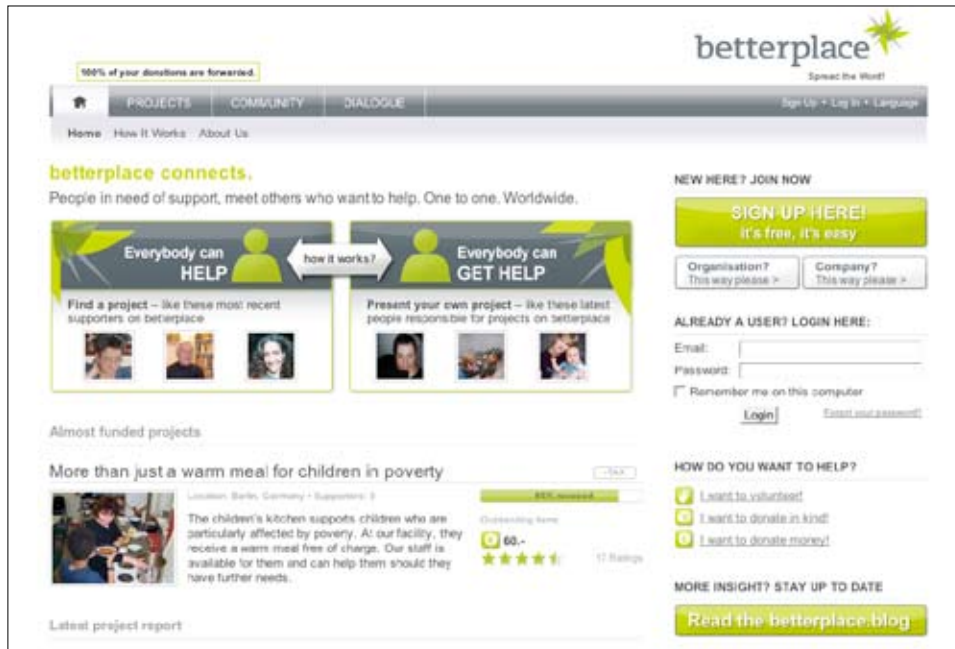 betterplace
Spread the Word!
100% of your donations are forwarded.
PROJECTS COMMUNITY DIALOGUE
Sign Up • Log In • Language
Home How It Works About Us
betterplace connects.
People in need of support, meet others who want to help. One to one. Worldwide.
Everybody can
HELP
how it works?
Everybody can
GET HELP
Find a project – like these most recent
supporters on betterplace
Present your own project – like these latest
people responsible for projects on betterplace
Almost funded projects
More than just a warm meal for children in poverty
Location: Berlin, Germany • Supporters: 3
The children's kitchen supports children who are
particularly affected by poverty. At our facility, they
receive a warm meal free of charge. Our staff is
available for them and can help them should they
have further needs.
received
Outstanding items
60.-
17 Ratings
Latest project report
NEW HERE? JOIN NOW
SIGN UP HERE!
it's free, it's easy
Organisation?
This way please >
Company?
This way please >
ALREADY A USER? LOGIN HERE:
Email:
Password:
Remember me on this computer
Login
Forgot your password?
HOW DO YOU WANT TO HELP?
I want to volunteer!
I want to donate in kind!
I want to donate money!
MORE INSIGHT? STAY UP TO DATE
Read the betterplace.blog